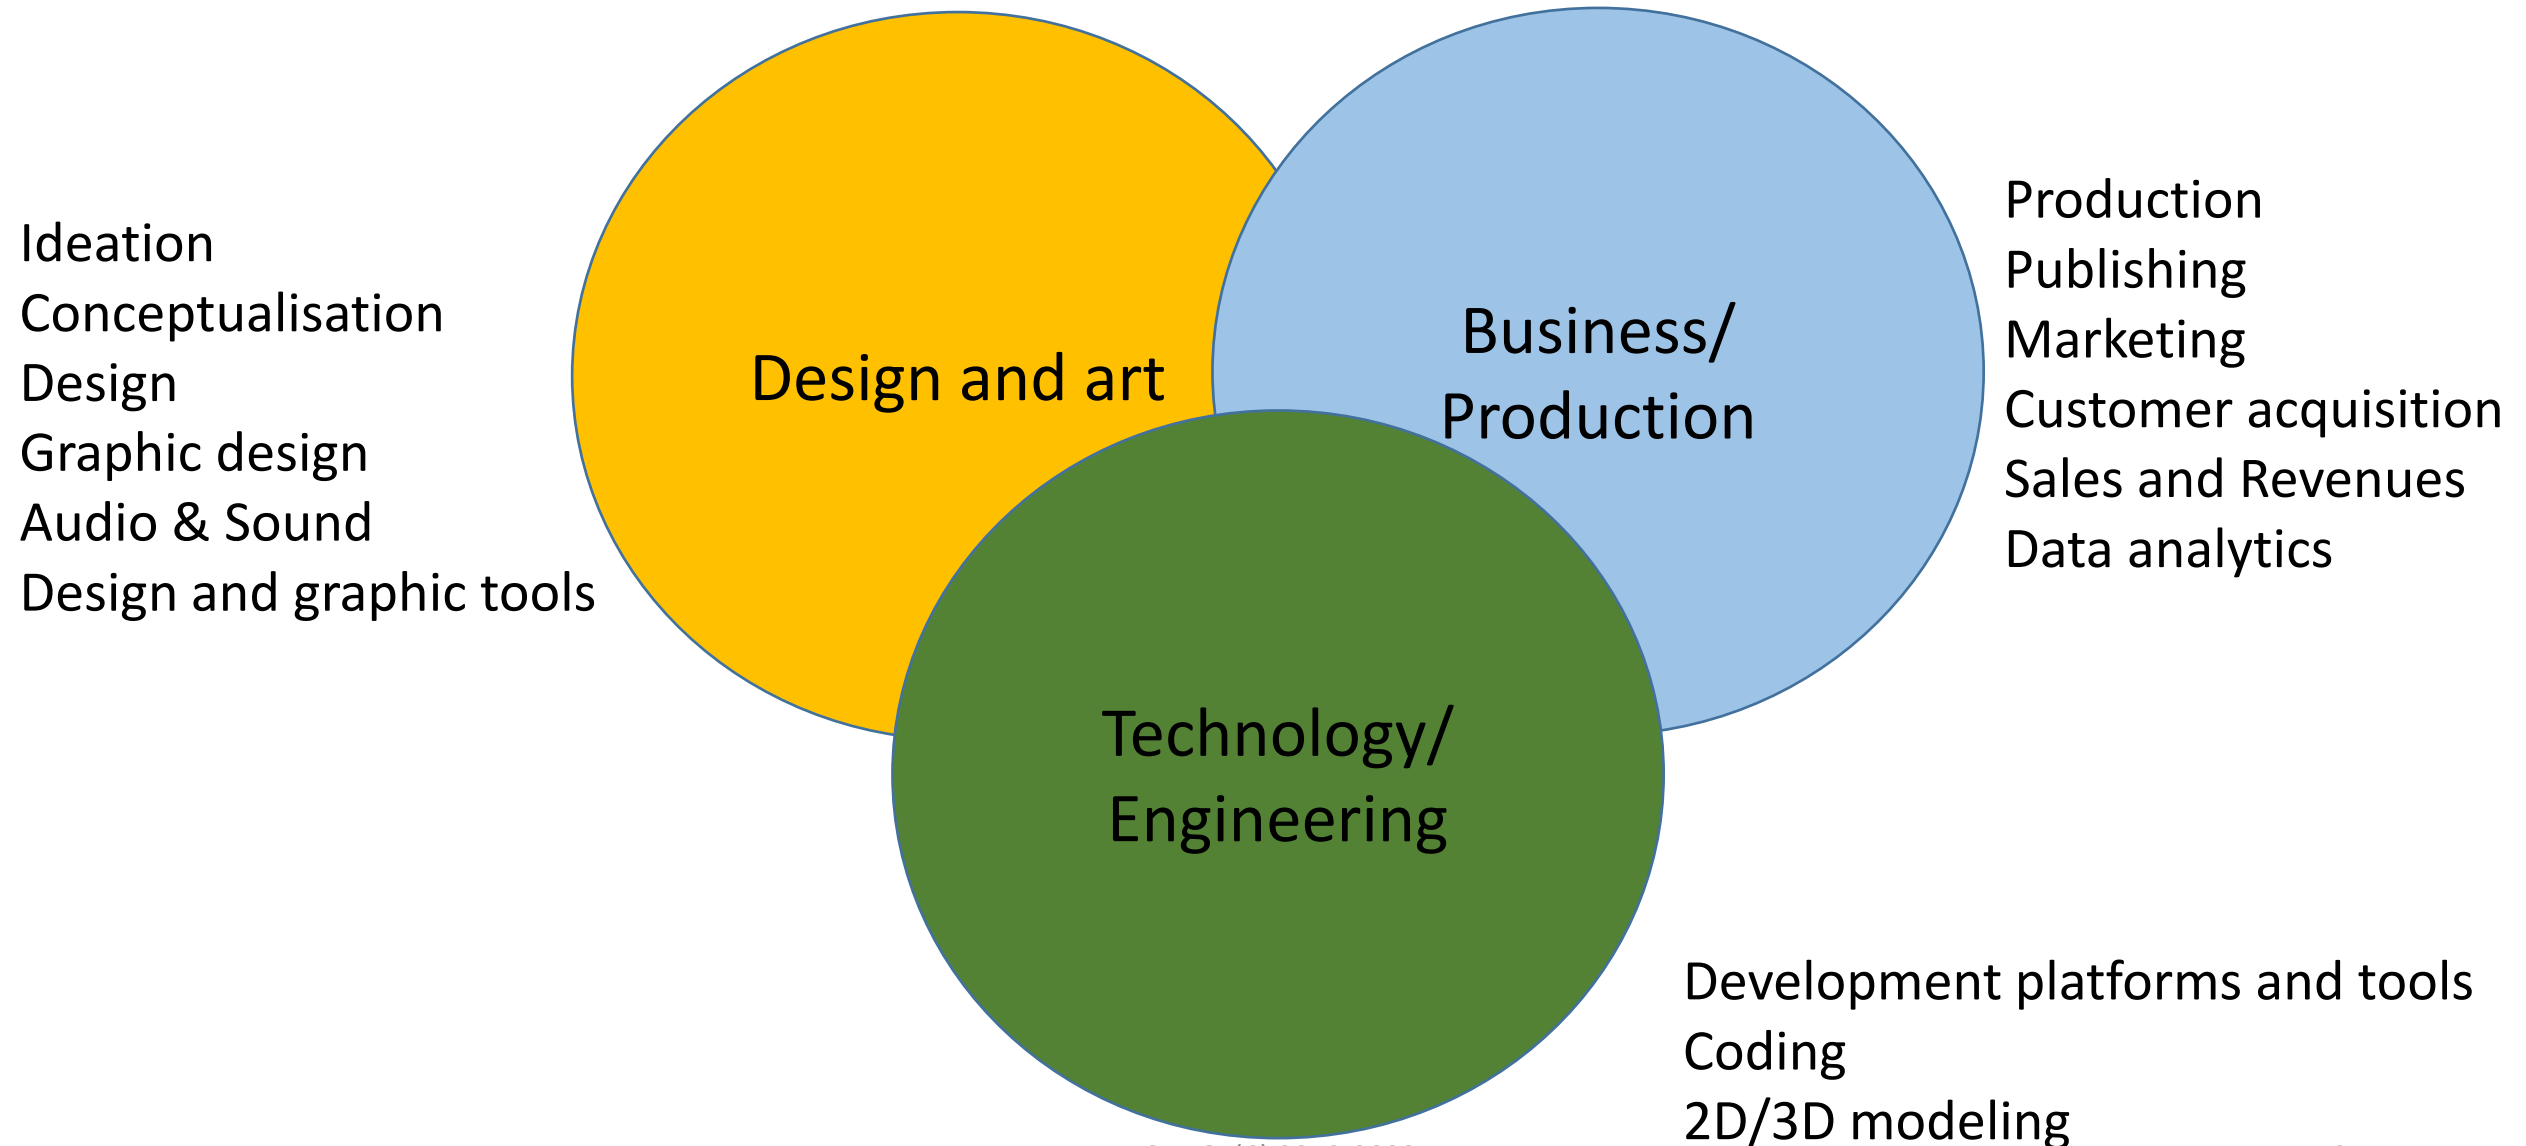 Ideation
Conceptualisation
Design
Graphic design
Audio & Sound
Design and graphic tools
Design and art
Business/
Production
Production
Publishing
Marketing
Customer acquisition
Sales and Revenues
Data analytics
Technology/
Engineering
Development platforms and tools
Coding
2D/3D modeling